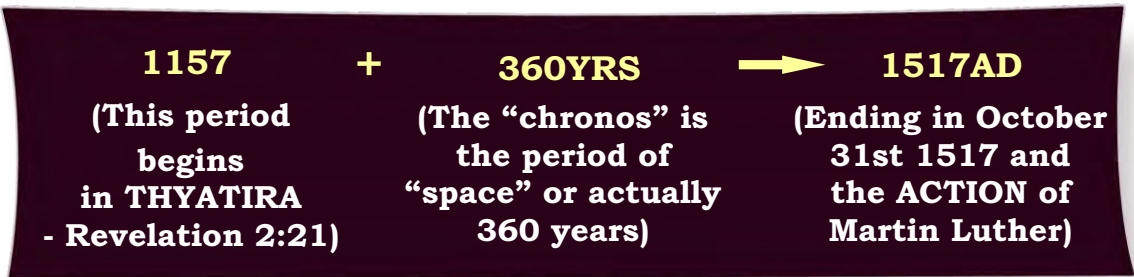 1157 + 360YRS → 1517AD
(This period
begins
in THYATIRA
- Revelation 2:21)
(The “chronos” is
the period of
“space” or actually
360 years)
(Ending in October
31st 1517 and
the ACTION of
Martin Luther)